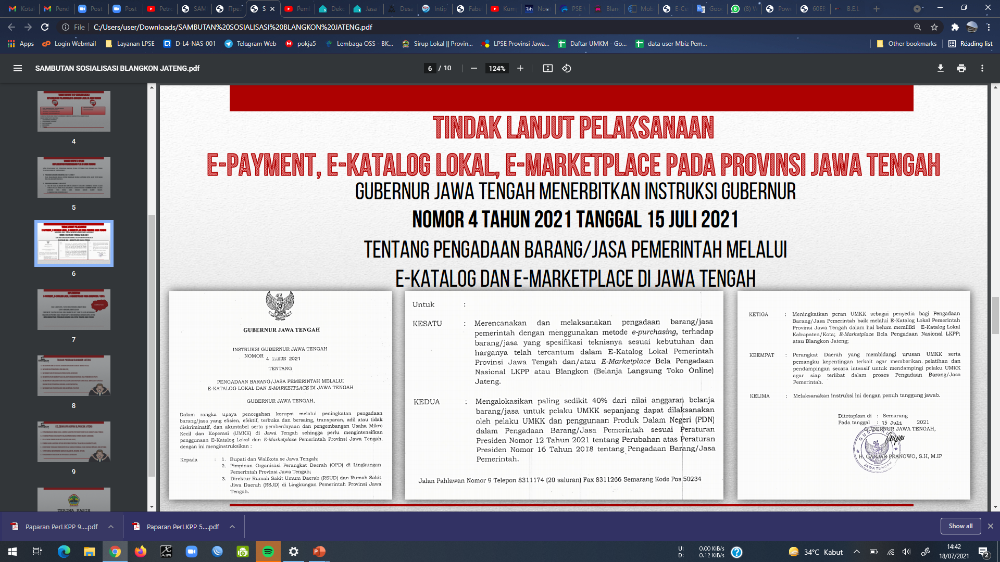 Kotal
Pend
Post
Post
Petro
SAM
Пре
S
Pemb
Deko
Jasa
Desa
Intip
Fabe
Kum
Non
PSE
Blan
Mob
E-Ce
Goo
(8) W
Pow
60EB
B.E.L
File
C:/Users/user/Downloads/SAMBUTAN%20SOSIALISASI%20BLANGKON%20JATENG.pdf
Apps
Login Webmail
Layanan LPSE
D-L4-NAS-001
Telegram Web
pokja5
Lembaga OSS - BK...
Sirup Lokal || Provin...
LPSE Provinsi Jawa...
Daftar UMKM - Go...
data user Mbiz Pem...
Other bookmarks
Reading list
SAMBUTAN SOSIALISASI BLANGKON JATENG.pdf
6 / 10
124%
4
5
6
7
8
9
TERIMA KASIH
TINDAK LANJUT PELAKSANAAN
E-PAYMENT, E-KATALOG LOKAL, E-MARKETPLACE PADA PROVINSI JAWA TENGAH
GUBERNUR JAWA TENGAH MENERBITKAN INSTRUKSI GUBERNUR
NOMOR 4 TAHUN 2021 TANGGAL 15 JULI 2021
TENTANG PENGADAAN BARANG/JASA PEMERINTAH MELALUI
E-KATALOG DAN E-MARKETPLACE DI JAWA TENGAH
GUBERNUR JAWA TENGAH
INSTRUKSI GUBERNUR JAWA TENGAH
NOMOR 4 TAHUN 2021
TENTANG
PENGADAAN BARANG/JASA PEMERINTAH MELALUI
E-KATALOG LOKAL DAN E-MARKETPLACE DI JAWA TENGAH
GUBERNUR JAWA TENGAH,
Dalam rangka upaya pencegahan korupsi melalui peningkatan pengadaan
barang/jasa yang efisien, efektif, terbuka dan bersaing, transparan, adil atau tidak
diskriminatif, dan akuntabel serta pemberdayaan dan pengembangan Usaha Mikro
Kecil dan Koperasi (UMKK) di Jawa Tengah sehingga perlu mengintensifkan
penggunaan E-Katalog Lokal dan E-Marketplace Pemerintah Provinsi Jawa Tengah,
dengan ini menginstruksikan :
Kepada : 1. Bupati dan Walikota se Jawa Tengah;
2. Pimpinan Organisasi Perangkat Daerah (OPD) di Lingkungan
Pemerintah Provinsi Jawa Tengah;
3. Direktur Rumah Sakit Umum Daerah (RSUD) dan Rumah Sakit
Jiwa Daerah (RSJD) di Lingkungan Pemerintah Provinsi Jawa
Tengah.
Untuk :
KESATU : Merencanakan dan melaksanakan pengadaan barang/jasa
pemerintah dengan menggunakan metode e-purchasing, terhadap
barang/jasa yang spesifikasi teknisnya sesuai kebutuhan dan
harganya telah tercantum dalam E-Katalog Lokal Pemerintah
Provinsi Jawa Tengah dan/atau E-Marketplace Bela Pengadaan
Nasional LKPP atau Blangkon (Belanja Langsung Toko Online)
Jateng.
KEDUA : Mengalokasikan paling sedikit 40% dari nilai anggaran belanja
barang/jasa untuk pelaku UMKK sepanjang dapat dilaksanakan
oleh pelaku UMKK dan penggunaan Produk Dalam Negeri (PDN)
dalam Pengadaan Barang/Jasa Pemerintah sesuai Peraturan
Presiden Nomor 12 Tahun 2021 tentang Perubahan atas Peraturan
Presiden Nomor 16 Tahun 2018 tentang Pengadaan Barang/Jasa
Pemerintah.
Jalan Pahlawan Nomor 9 Telepon 8311174 (20 saluran) Fax 8311266 Semarang Kode Pos 50234
KETIGA : Meningkatkan peran UMKK sebagai penyedia bagi Pengadaan
Barang/Jasa Pemerintah baik melalui E-Katalog Lokal Pemerintah
Provinsi Jawa Tengah dalam hal belum memiliki E-Katalog Lokal
Kabupaten/Kota; E-Marketplace Bela Pengadaan Nasional LKPP;
atau Blangkon Jateng;
KEEMPAT : Perangkat Daerah yang membidangi urusan UMKK serta
pemangku kepentingan terkait agar memberikan pelatihan dan
pendampingan secara intensif untuk mendampingi pelaku UMKK
agar siap terlibat dalam proses Pengadaan Barang/Jasa
Pemerintah.
KELIMA : Melaksanakan Instruksi ini dengan penuh tanggung jawab.
Ditetapkan di : Semarang
Pada tanggal : 15 Juli 2021
GUBERNUR JAWA TENGAH,
H. GANJAR PRANOWO, S.H, M.IP
Paparan PerLKPP 9....pdf
Paparan PerLKPP 5....pdf
Show all
U: 0.00 KiB/s
D: 0.12 KiB/s
34°C Kabut
14:42
18/07/2021
2